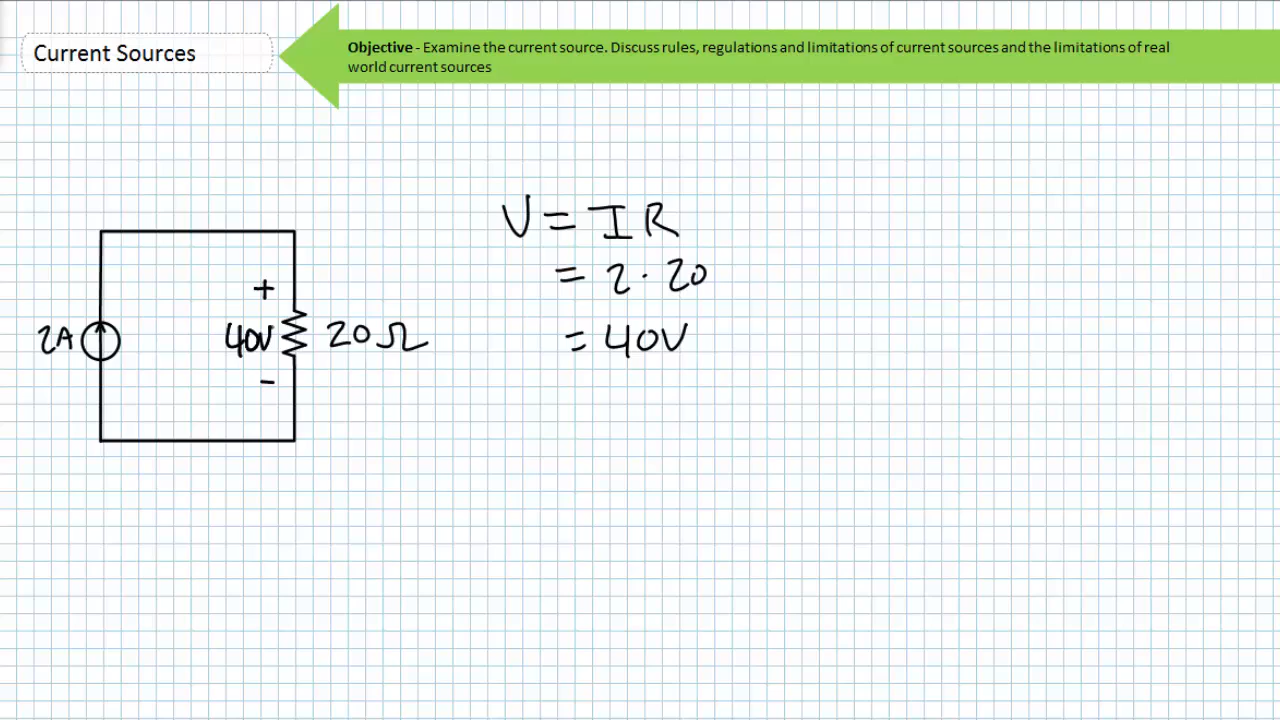 Current Sources
Objective - Examine the current source. Discuss rules, regulations and limitations of current sources and the limitations of real
world current sources
V = IR
= 2 · 20
= 40V
+
2A
40V
20Ω
-